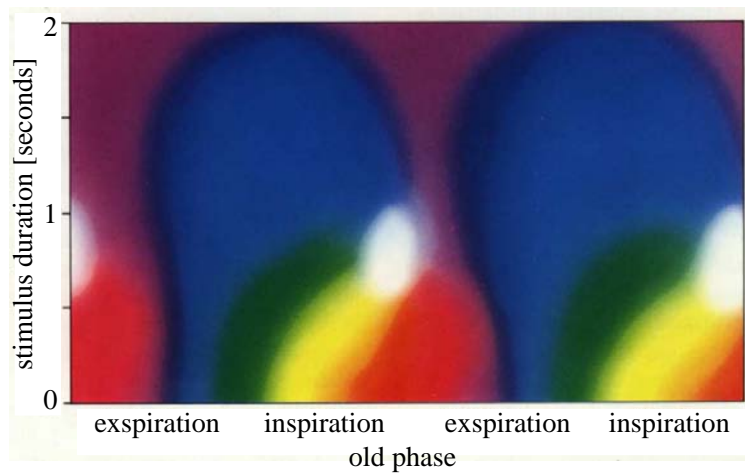 2
1
0
stimulus duration [seconds]
exspiration inspiration exspiration inspiration
old phase